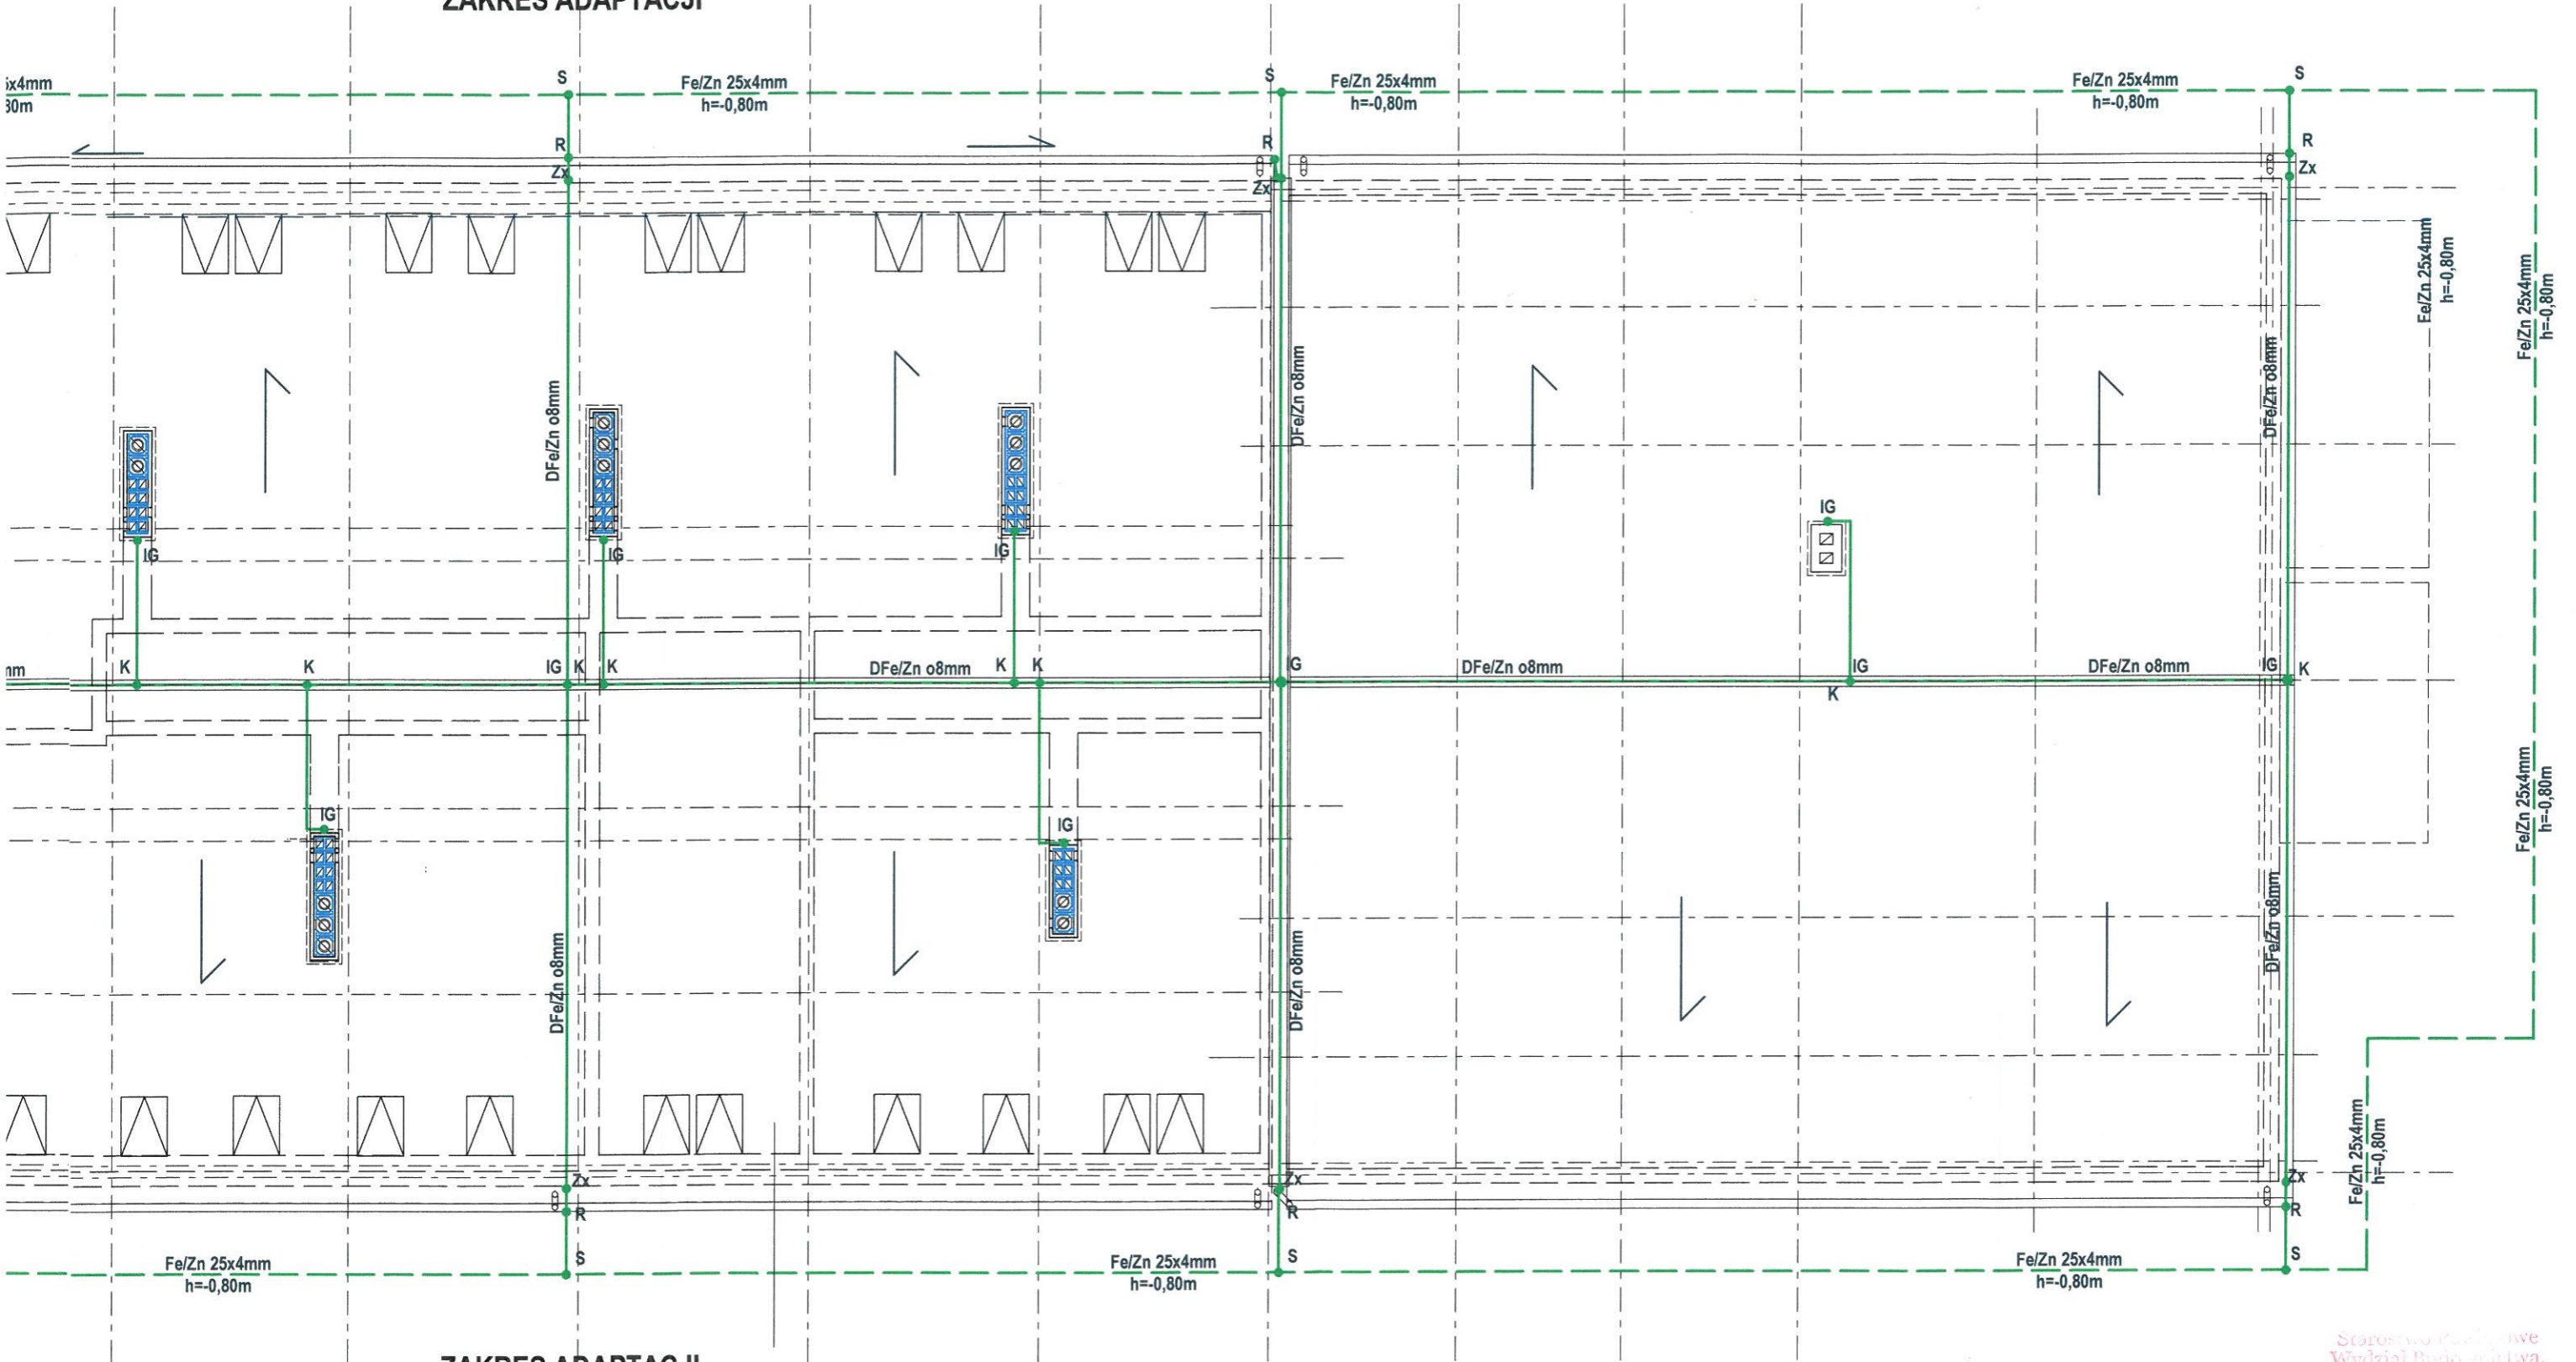 ZAKRES ADAPTACJI
S
S
S
x4mm
Fe/Zn 25x4mm
Fe/Zn 25x4mm
Fe/Zn 25x4mm
80m
h=-0,80m
h=-0,80m
h=-0,80m
R
R
R
Zx
Zx
Zx
Fe/Zn 25x4mm
h=-0,80m
Fe/Zn 25x4mm
h=-0,80m
DFe/Zn o8mm
DFe/Zn o8mm
DFe/Zn o8mm
IG
IG
IG
IG
K
K
IG
K
K
DFe/Zn o8mm
K
K
IG
DFe/Zn o8mm
IG
K
DFe/Zn o8mm
IG
K
IG
IG
Fe/Zn 25x4mm
h=-0,80m
DFe/Zn o8mm
DFe/Zn o8mm
DFe/Zn o8mm
Fe/Zn 25x4mm
h=-0,80m
Zx
Zx
Zx
R
R
R
S
S
S
Fe/Zn 25x4mm
Fe/Zn 25x4mm
Fe/Zn 25x4mm
h=-0,80m
h=-0,80m
h=-0,80m
ZAKRES ADAPTACJI